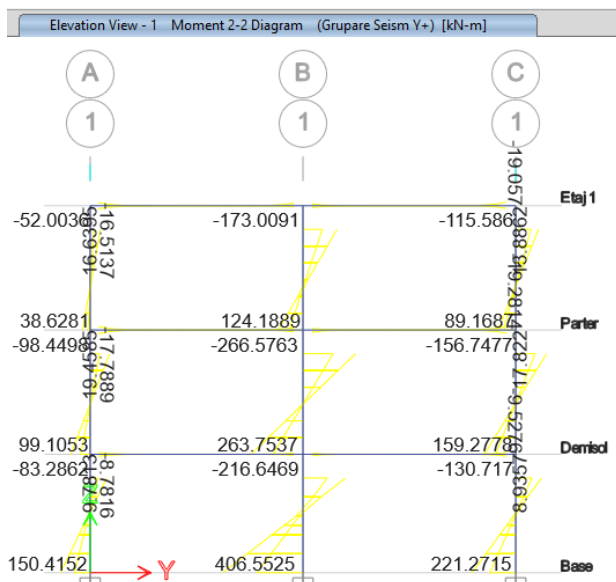 Elevation View - 1   Moment 2-2 Diagram   (Grupare Seism Y+)  [kN-m]
A
B
C
1
1
1
Etaj 1
-52.0036
-16.5137
-173.0091
-115.586
-19.057
38.6281
124.1889
89.1687
Parter
-98.4498
-17.7889
-266.5763
-156.7477
99.1053
263.7537
159.2778
Demisol
-83.2862
-8.7816
-216.6469
-130.717
150.4152
406.5525
221.2715
Y
Base